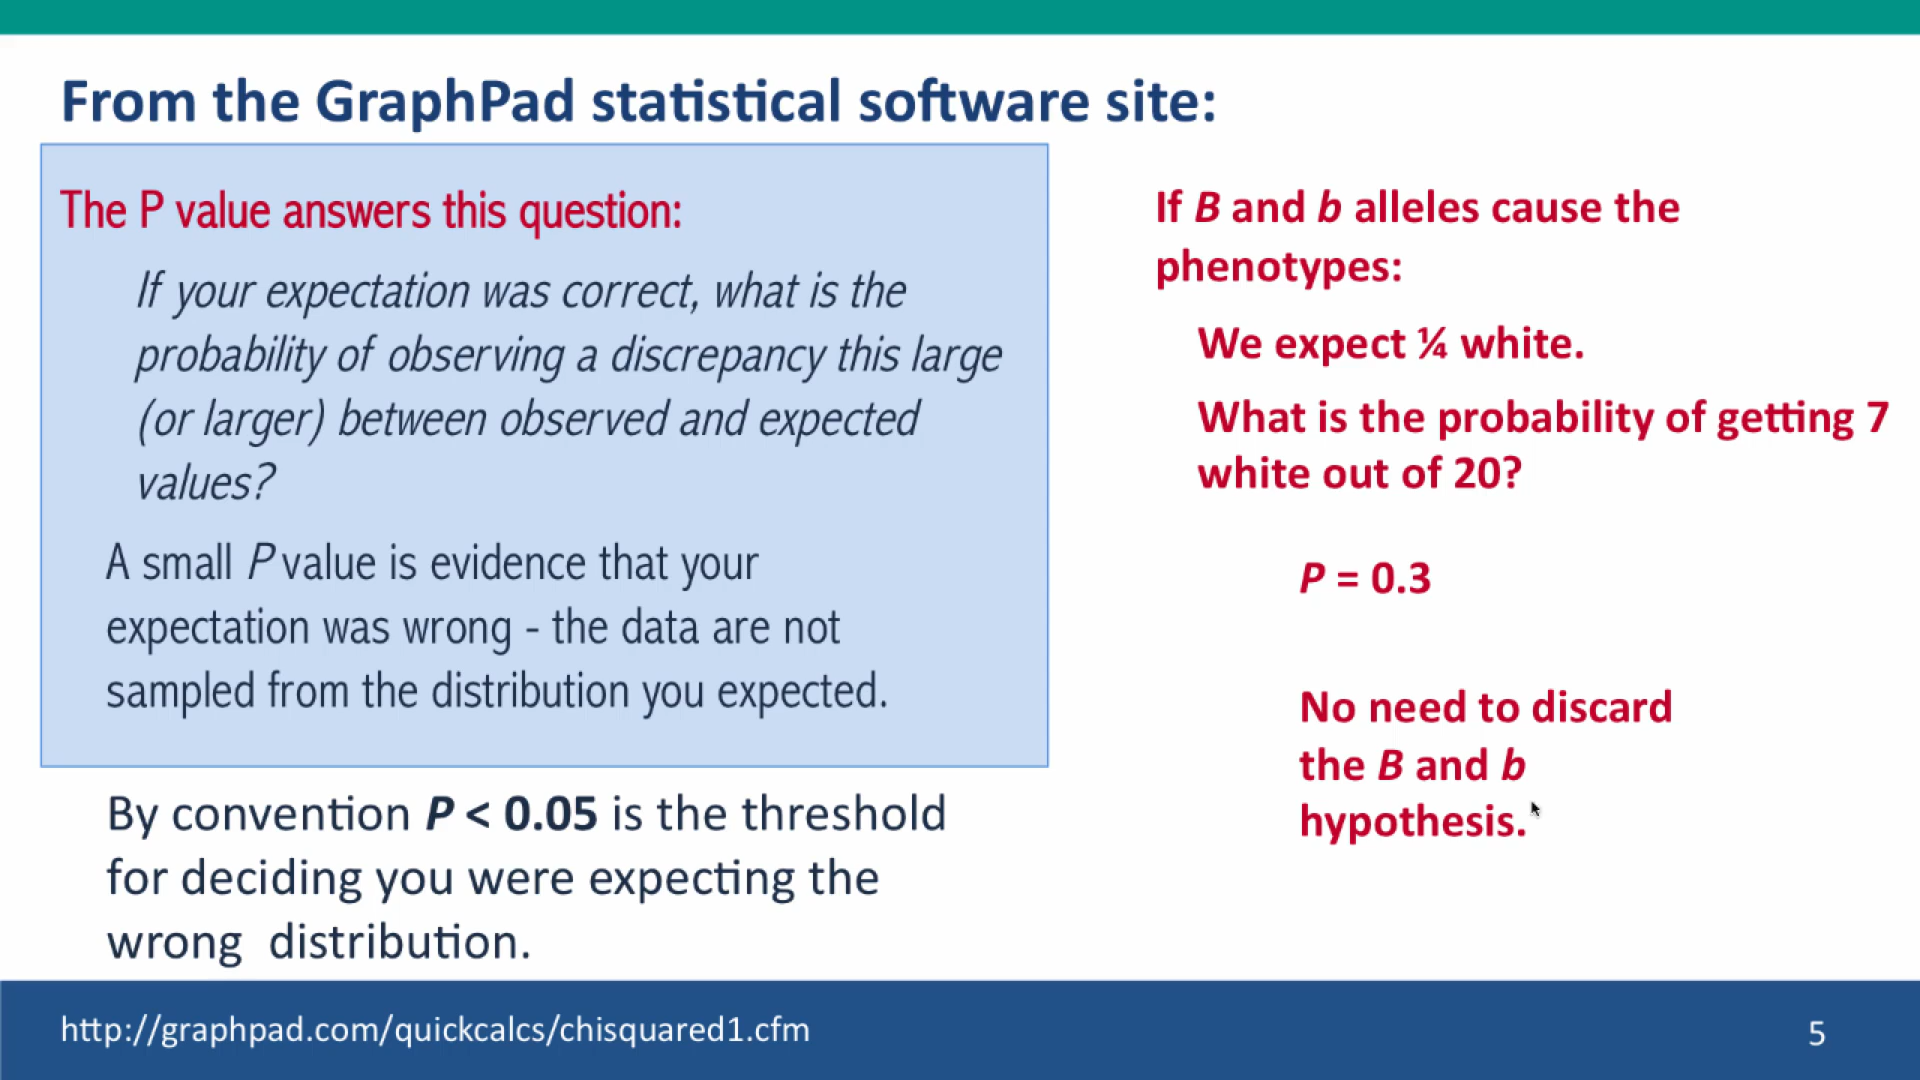 From the GraphPad statistical software site:
The P value answers this question:
If your expectation was correct, what is the
probability of observing a discrepancy this large
(or larger) between observed and expected
values?
A small P value is evidence that your
expectation was wrong - the data are not
sampled from the distribution you expected.
By convention P < 0.05 is the threshold
for deciding you were expecting the
wrong distribution.
If B and b alleles cause the
phenotypes:
We expect ¼ white.
What is the probability of getting 7
white out of 20?
P = 0.3
No need to discard
the B and b
hypothesis.
http://graphpad.com/quickcalcs/chisquared1.cfm
5